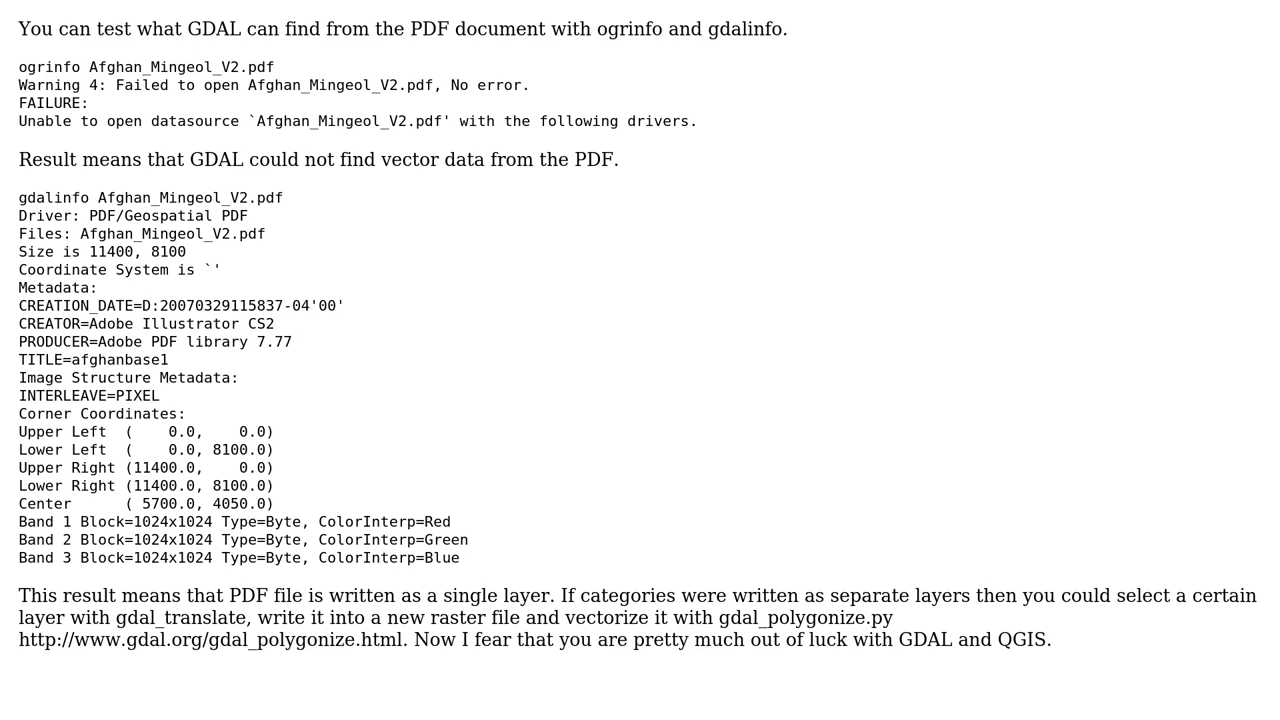 You can test what GDAL can find from the PDF document with ogrinfo and gdalinfo.
ogrinfo Afghan_Mingeol_V2.pdf
Warning 4: Failed to open Afghan_Mingeol_V2.pdf, No error.
FAILURE:
Unable to open datasource `Afghan_Mingeol_V2.pdf' with the following drivers.
Result means that GDAL could not find vector data from the PDF.
gdalinfo Afghan_Mingeol_V2.pdf
Driver: PDF/Geospatial PDF
Files: Afghan_Mingeol_V2.pdf
Size is 11400, 8100
Coordinate System is `'
Metadata:
CREATION_DATE=D:20070329115837-04'00'
CREATOR=Adobe Illustrator CS2
PRODUCER=Adobe PDF library 7.77
TITLE=afghanbase1
Image Structure Metadata:
INTERLEAVE=PIXEL
Corner Coordinates:
Upper Left  (    0.0,    0.0)
Lower Left  (    0.0, 8100.0)
Upper Right (11400.0,    0.0)
Lower Right (11400.0, 8100.0)
Center      ( 5700.0, 4050.0)
Band 1 Block=1024x1024 Type=Byte, ColorInterp=Red
Band 2 Block=1024x1024 Type=Byte, ColorInterp=Green
Band 3 Block=1024x1024 Type=Byte, ColorInterp=Blue
This result means that PDF file is written as a single layer. If categories were written as separate layers then you could select a certain
layer with gdal_translate, write it into a new raster file and vectorize it with gdal_polygonize.py
http://www.gdal.org/gdal_polygonize.html. Now I fear that you are pretty much out of luck with GDAL and QGIS.